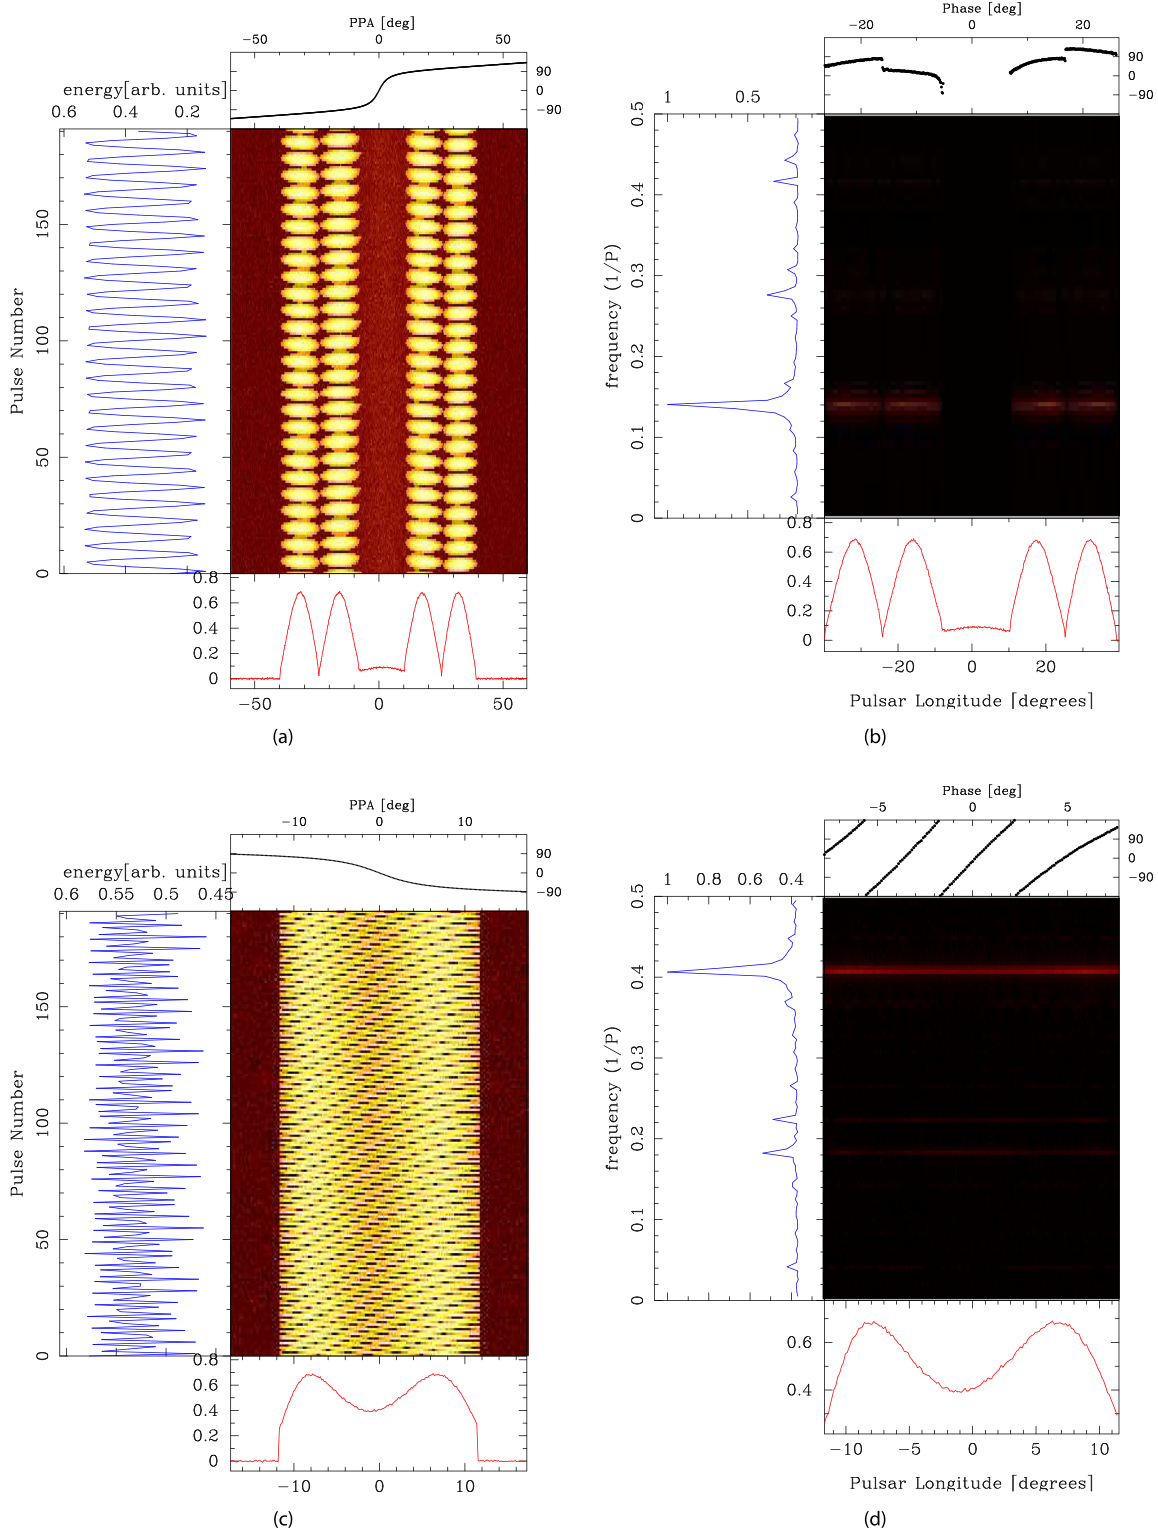 PPA [deg]
−50 0 50
90
0
−90
energy[arb. units]
0.6 0.4 0.2
Pulse Number
0 50 100 150
0.8
0.6
0.4
0.2
0
−50 0 50
(a)
Phase [deg]
−20 0 20
90
0
−90
1 0.5
frequency (1/P)
0 0.1 0.2 0.3 0.4 0.5
0.8
0.6
0.4
0.2
0
−20 0 20
Pulsar Longitude [degrees]
(b)
PPA [deg]
−10 0 10
90
0
−90
energy[arb. units]
0.6 0.55 0.5 0.45
Pulse Number
0 50 100 150
0.8
0.6
0.4
0.2
0
−10 0 10
(c)
Phase [deg]
−5 0 5
90
0
−90
1 0.8 0.6 0.4
frequency (1/P)
0 0.1 0.2 0.3 0.4 0.5
0.6
0.4
−10 −5 0 5 10
Pulsar Longitude [degrees]
(d)